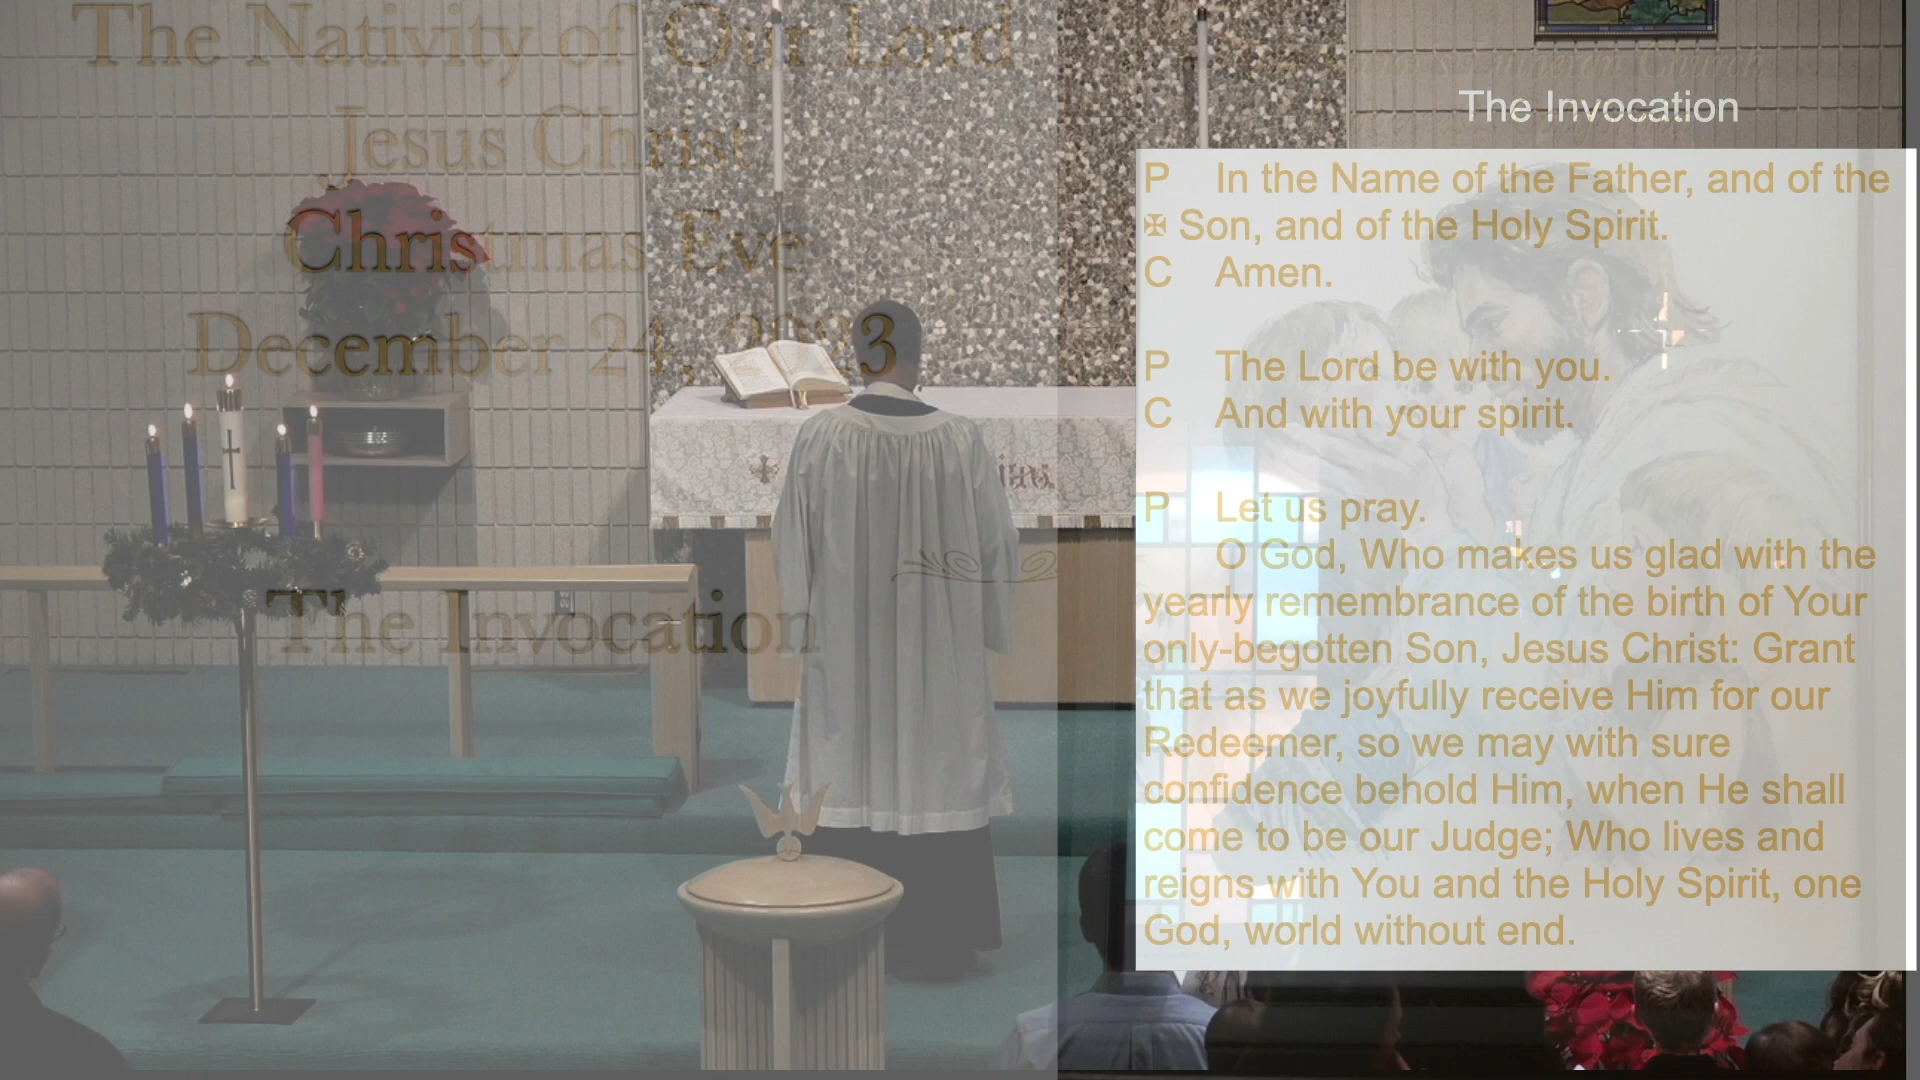 The Nativity of Our Lord
Jesus Christ
Christmas Eve
December 24, 2023
The Invocation
Lutheran Church
The Invocation
P In the Name of the Father, and of the
✠ Son, and of the Holy Spirit.
C Amen.
P The Lord be with you.
C And with your spirit.
P Let us pray.
O God, Who makes us glad with the
yearly remembrance of the birth of Your
only-begotten Son, Jesus Christ: Grant
that as we joyfully receive Him for our
Redeemer, so we may with sure
confidence behold Him, when He shall
come to be our Judge; Who lives and
reigns with You and the Holy Spirit, one
God, world without end.